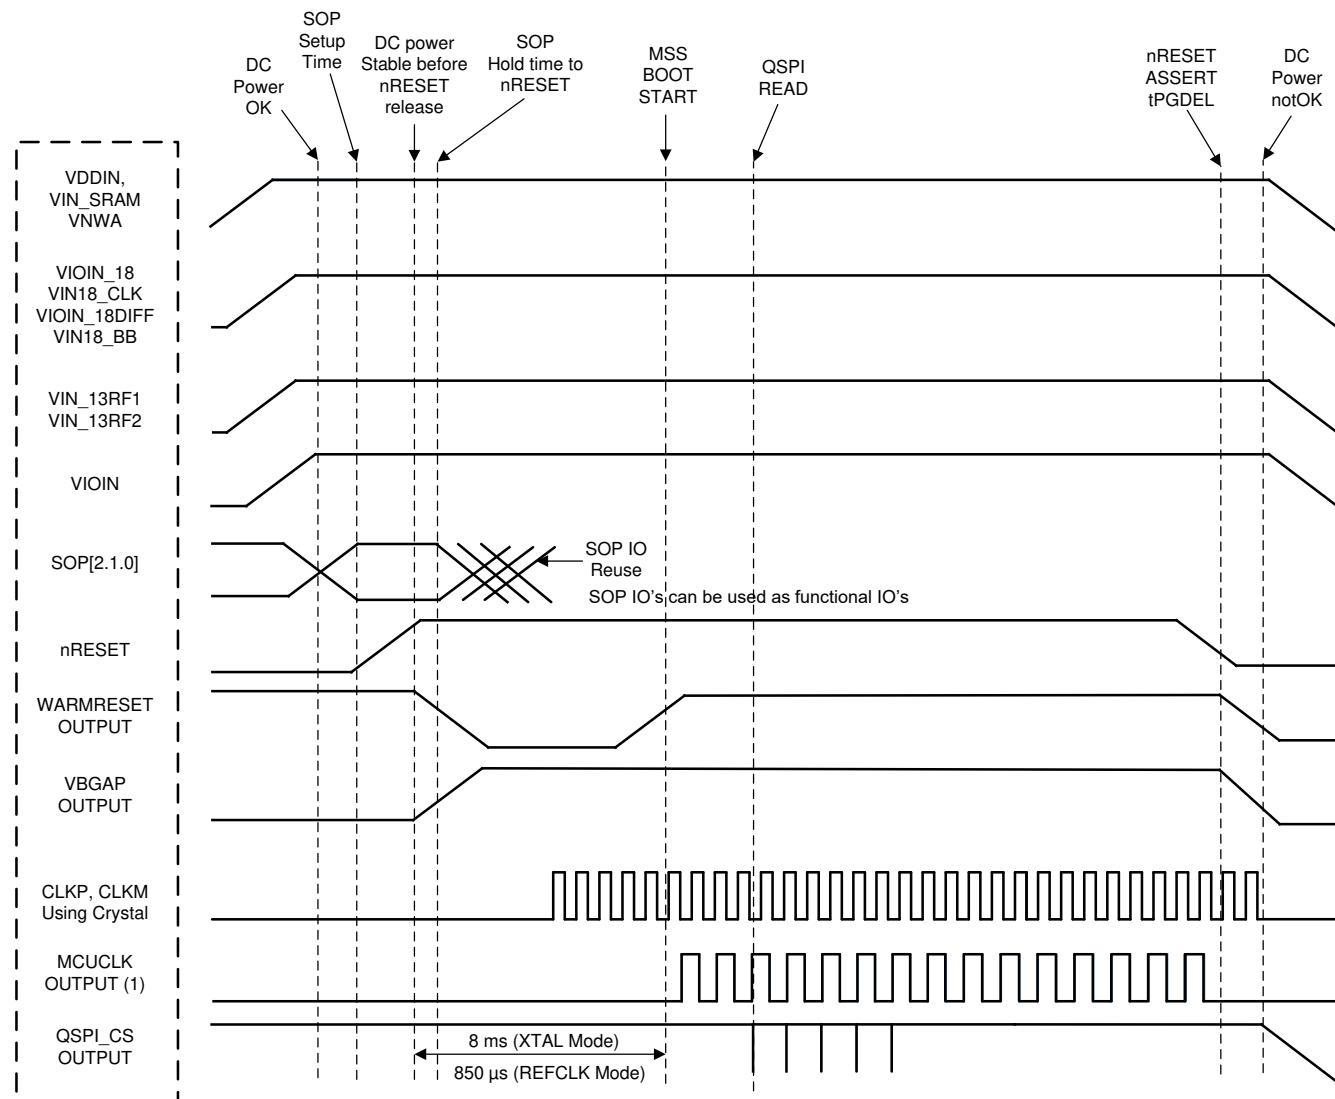 DC
Power
OK
SOP
Setup
Time
DC power
Stable before
nRESET
release
SOP
Hold time to
nRESET
MSS
BOOT
START
QSPI
READ
nRESET
ASSERT
tPGDEL
DC
Power
notOK
VDDIN,
VIN_SRAM
VNWA
VIOIN_18
VIN18_CLK
VIOIN_18DIFF
VIN18_BB
VIN_13RF1
VIN_13RF2
VIOIN
SOP[2.1.0]
SOP IO
Reuse
SOP IO's can be used as functional IO's
nRESET
WARMRESET
OUTPUT
VBGAP
OUTPUT
CLKP, CLKM
Using Crystal
MCUCLK
OUTPUT (1)
QSPI_CS
OUTPUT
8 ms (XTAL Mode)
850 µs (REFCLK Mode)